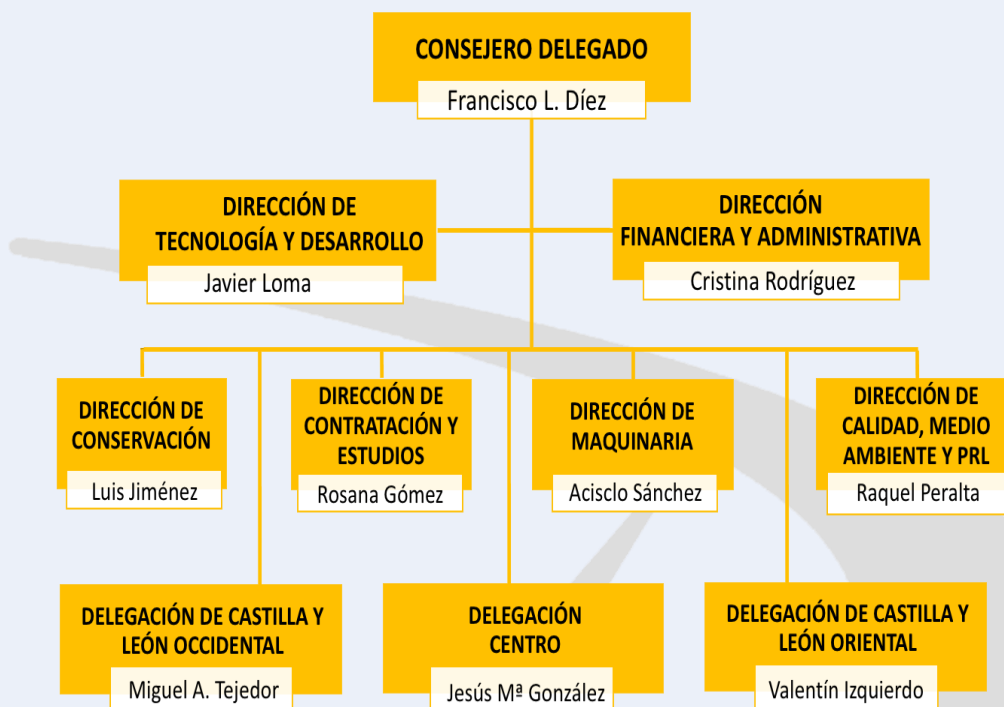 CONSEJERO DELEGADO
Francisco L. Díez
DIRECCIÓN DE
TECNOLOGÍA Y DESARROLLO
Javier Loma
DIRECCIÓN
FINANCIERA Y ADMINISTRATIVA
Cristina Rodríguez
DIRECCIÓN DE
CONSERVACIÓN
Luis Jiménez
DIRECCIÓN DE
CONTRATACIÓN Y
ESTUDIOS
Rosana Gómez
DIRECCIÓN DE
MAQUINARIA
Acisclo Sánchez
DIRECCIÓN DE
CALIDAD, MEDIO
AMBIENTE Y PRL
Raquel Peralta
DELEGACIÓN DE CASTILLA Y
LEÓN OCCIDENTAL
Miguel A. Tejedor
DELEGACIÓN
CENTRO
Jesús Mª González
DELEGACIÓN DE CASTILLA Y
LEÓN ORIENTAL
Valentín Izquierdo